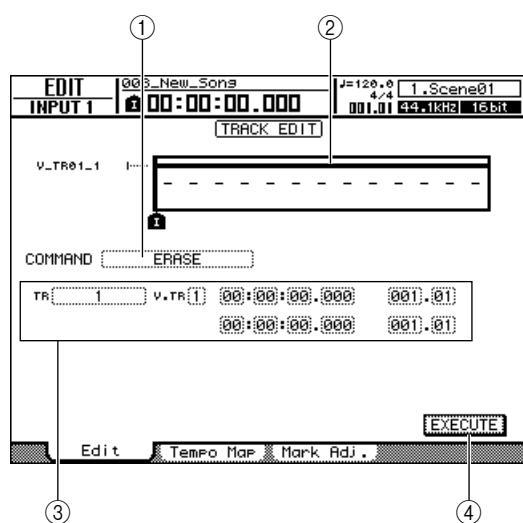 ① ②
EDIT 003_New_Song ♩=120.0 1.Scene01
4/4
INPUT 1 I 00:00:00.000 001.01 44.1kHz 16bit
TRACK EDIT
V_TR01_1 I
I
COMMAND ERASE
TR 1 V.TR 1 00:00:00.000 001.01
00:00:00.000 001.01
EXECUTE
Edit Tempo Map Mark Adj.
③ ④